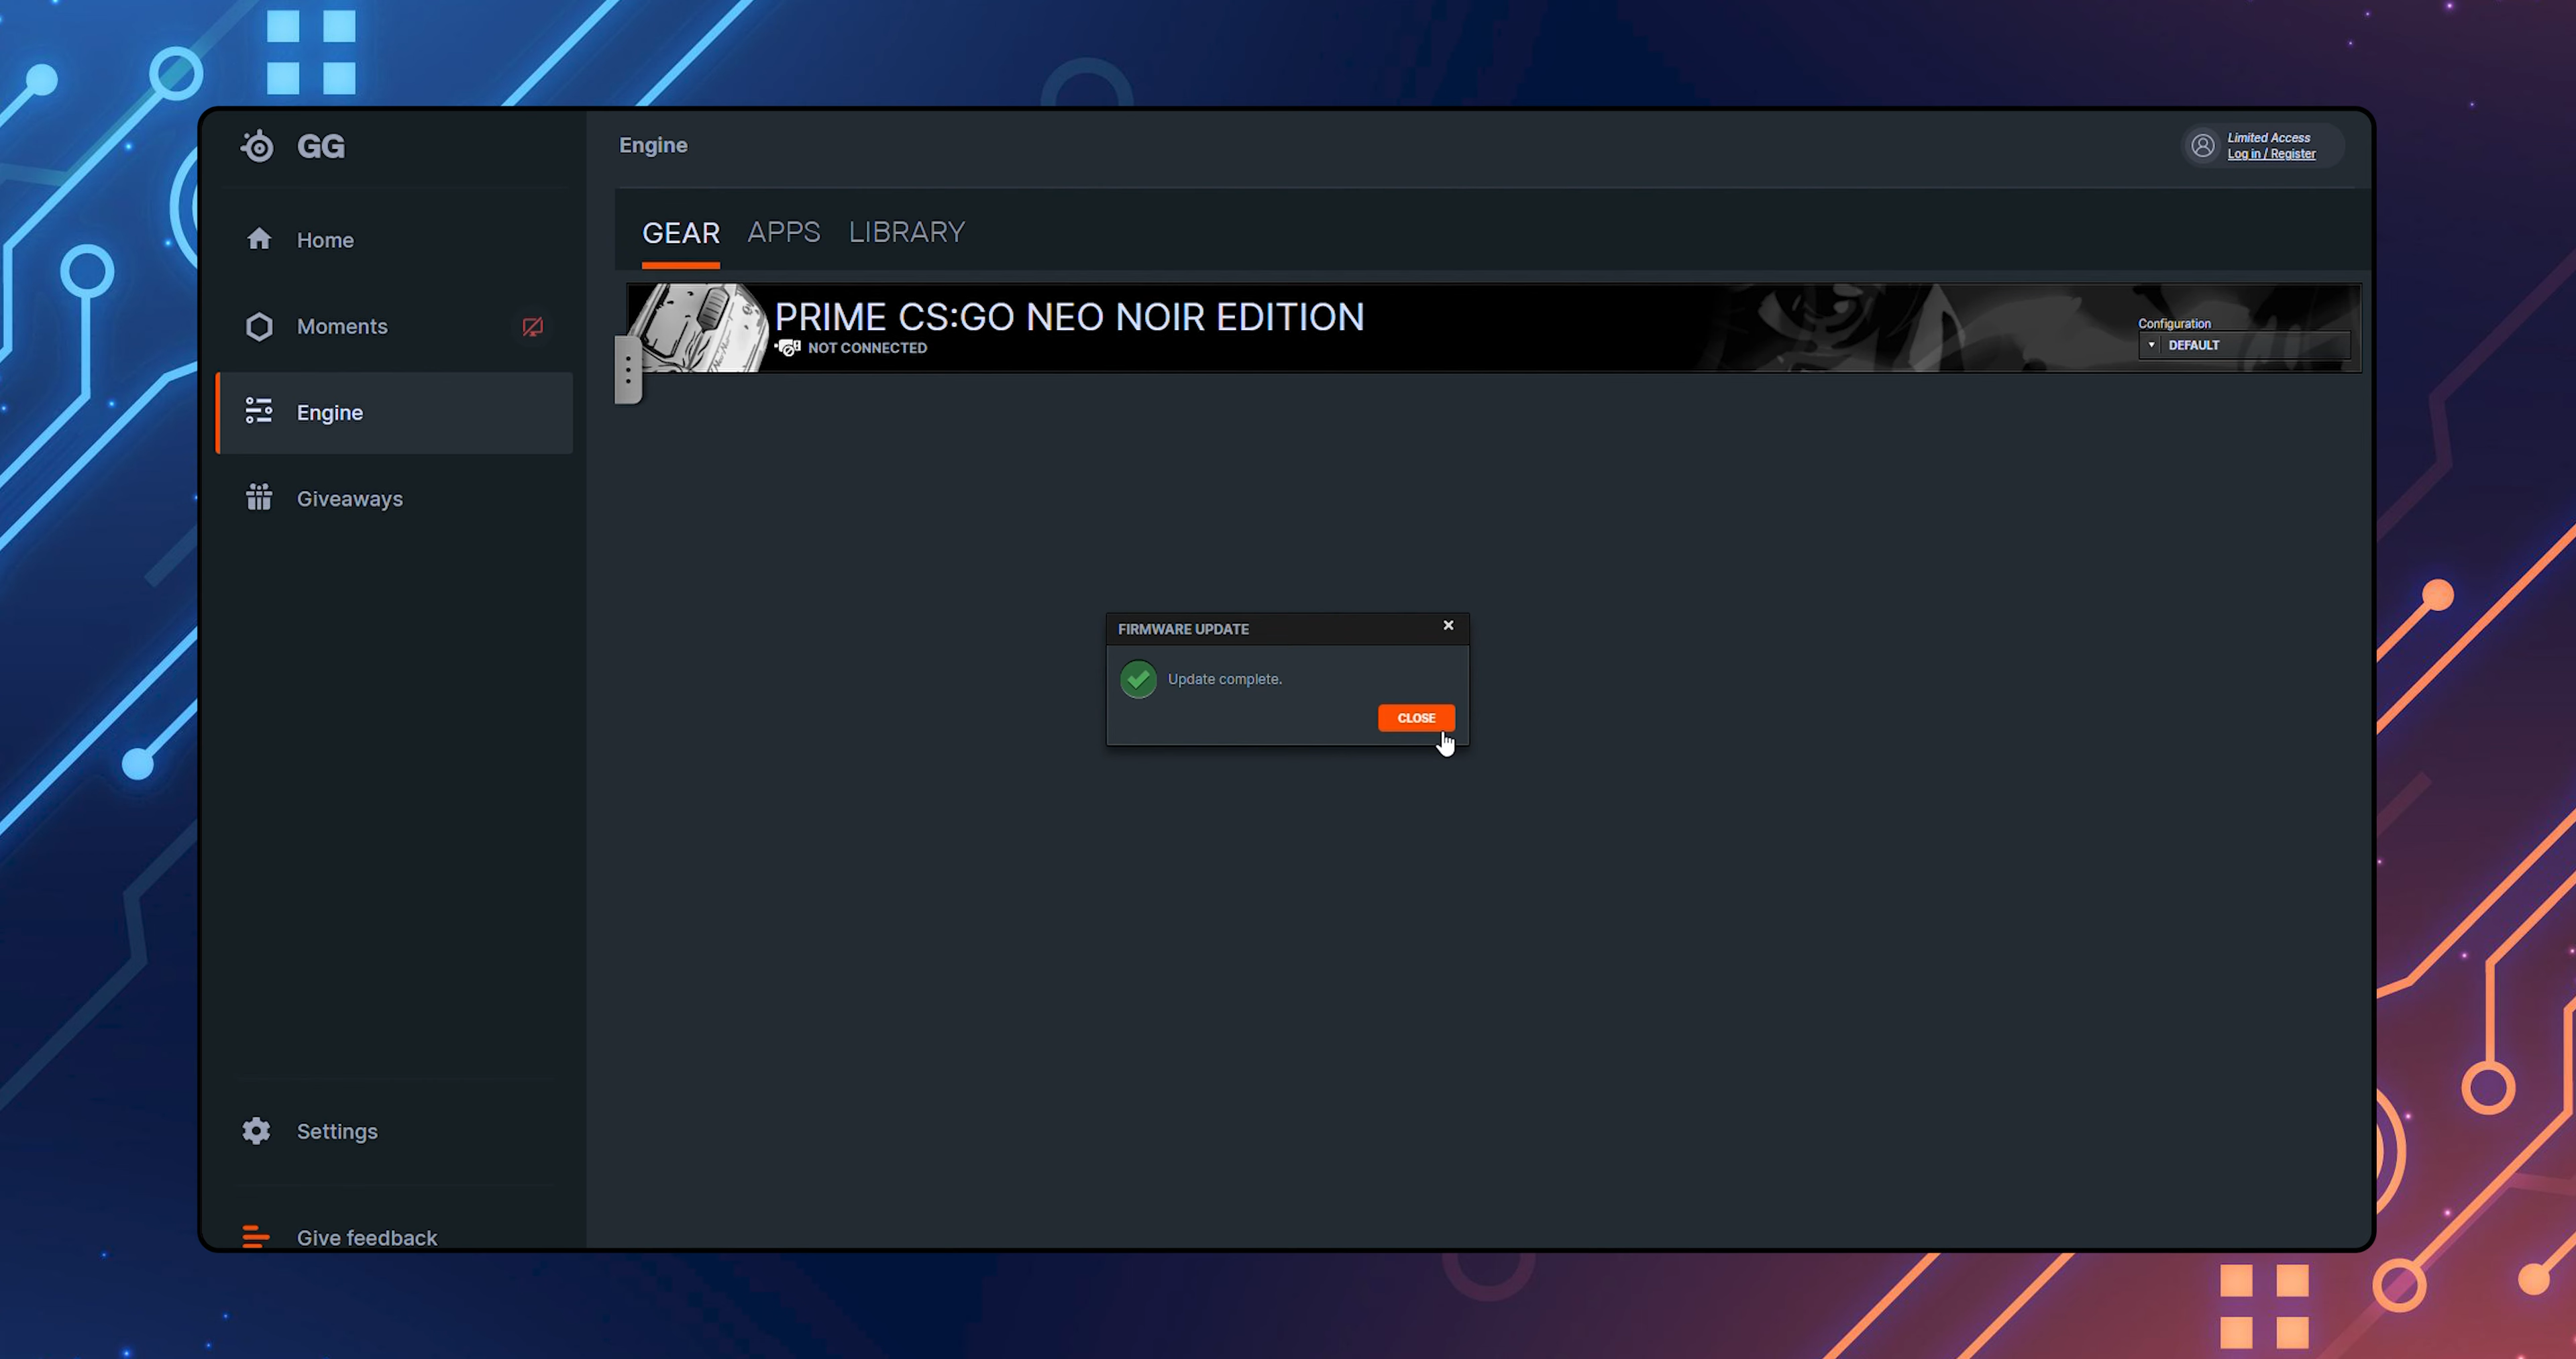 GG
Home
Moments
Engine
Giveaways
Settings
Give feedback
Engine
Limited Access
Log in / Register
GEAR APPS LIBRARY
PRIME CS:GO NEO NOIR EDITION
NOT CONNECTED
Configuration
DEFAULT
FIRMWARE UPDATE
Update complete.
CLOSE